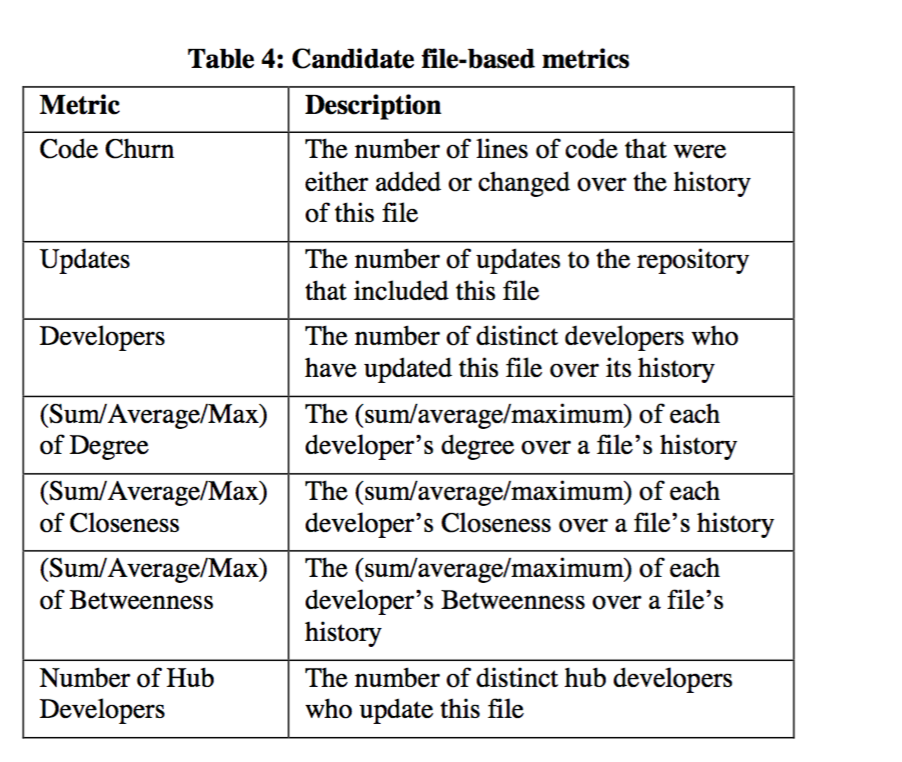 Table 4: Candidate file-based metrics
Metric
Description
Code Churn
The number of lines of code that were
either added or changed over the history
of this file
Updates
The number of updates to the repository
that included this file
Developers
The number of distinct developers who
have updated this file over its history
(Sum/Average/Max)
of Degree
The (sum/average/maximum) of each
developer’s degree over a file’s history
(Sum/Average/Max)
of Closeness
The (sum/average/maximum) of each
developer’s Closeness over a file’s history
(Sum/Average/Max)
of Betweenness
The (sum/average/maximum) of each
developer’s Betweenness over a file’s
history
Number of Hub
Developers
The number of distinct hub developers
who update this file